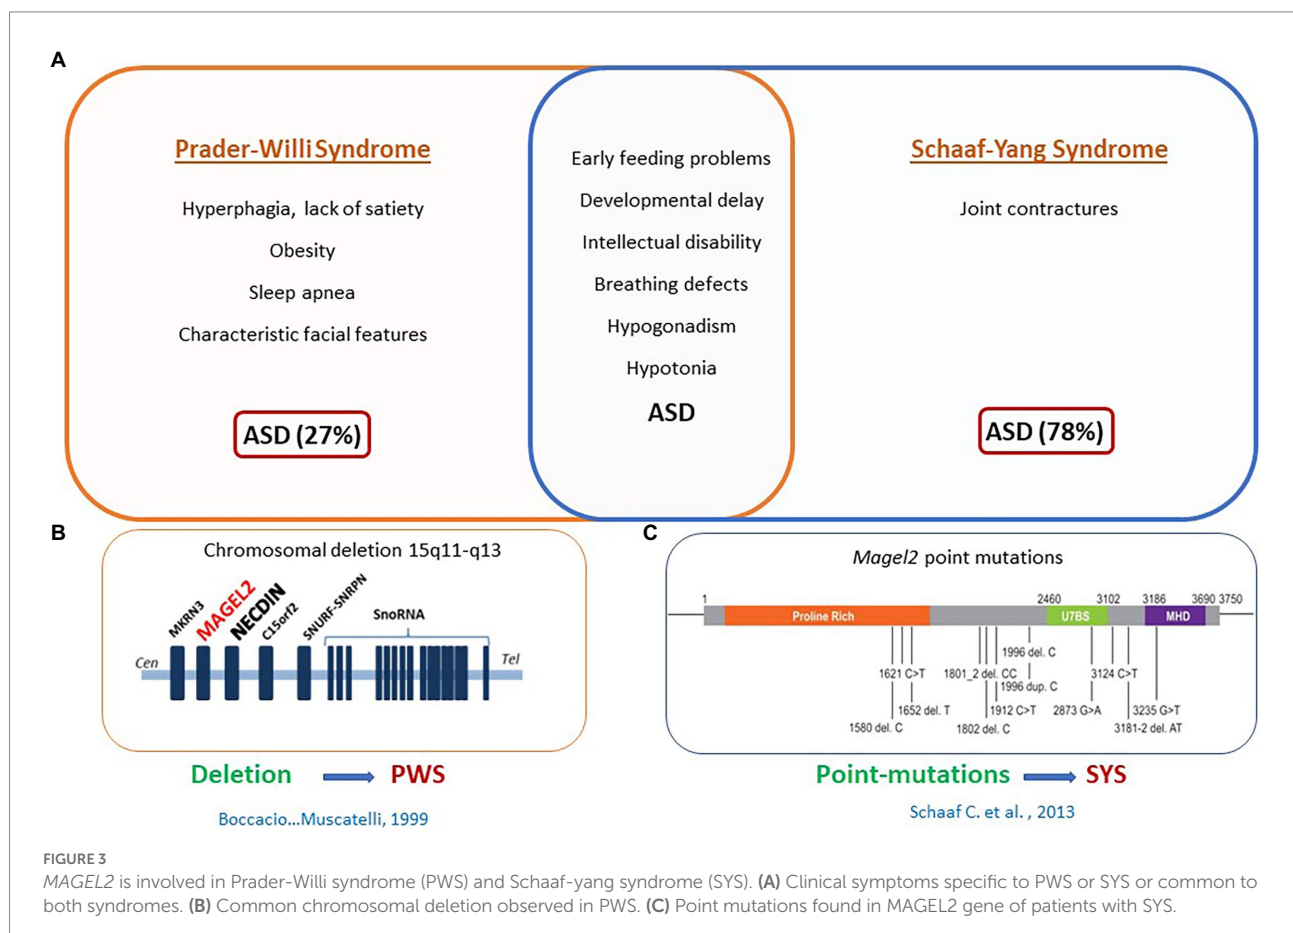 A
Prader-Willi Syndrome
Hyperphagia, lack of satiety
Obesity
Sleep apnea
Characteristic facial features
ASD (27%)
Early feeding problems
Developmental delay
Intellectual disability
Breathing defects
Hypogonadism
Hypotonia
ASD
Schaaf-Yang Syndrome
Joint contractures
ASD (78%)
B
Chromosomal deletion 15q11-q13
MKRN3
MAGEL2
NECDIN
C15orf2
SNURF-SNRPN
SnoRNA
Cen
Tel
Deletion
PWS
Boccacio...Muscatelli, 1999
C
Magel2 point mutations
1
2460
3102
3186
3690
3750
Proline Rich
U7BS
MHD
1996 del. C
1621 C>T
1801_2 del. CC
3124 C>T
1996 dup. C
1652 del. T
1912 C>T
2873 G>A
3235 G>T
1580 del. C
1802 del. C
3181-2 del. AT
Point-mutations
SYS
Schaaf C. et al. , 2013
FIGURE 3
MAGEL2 is involved in Prader-Willi syndrome (PWS) and Schaaf-yang syndrome (SYS). (A) Clinical symptoms specific to PWS or SYS or common to
both syndromes. (B) Common chromosomal deletion observed in PWS. (C) Point mutations found in MAGEL2 gene of patients with SYS.